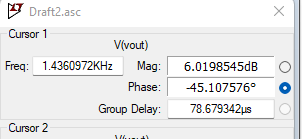 Draft2.asc
Cursor 1
V(vout)
Freq: 1.4360972KHz Mag: 6.0198545dB
Phase: -45.107576°
Group Delay: 78.679342µs
Cursor 2
V(vout)